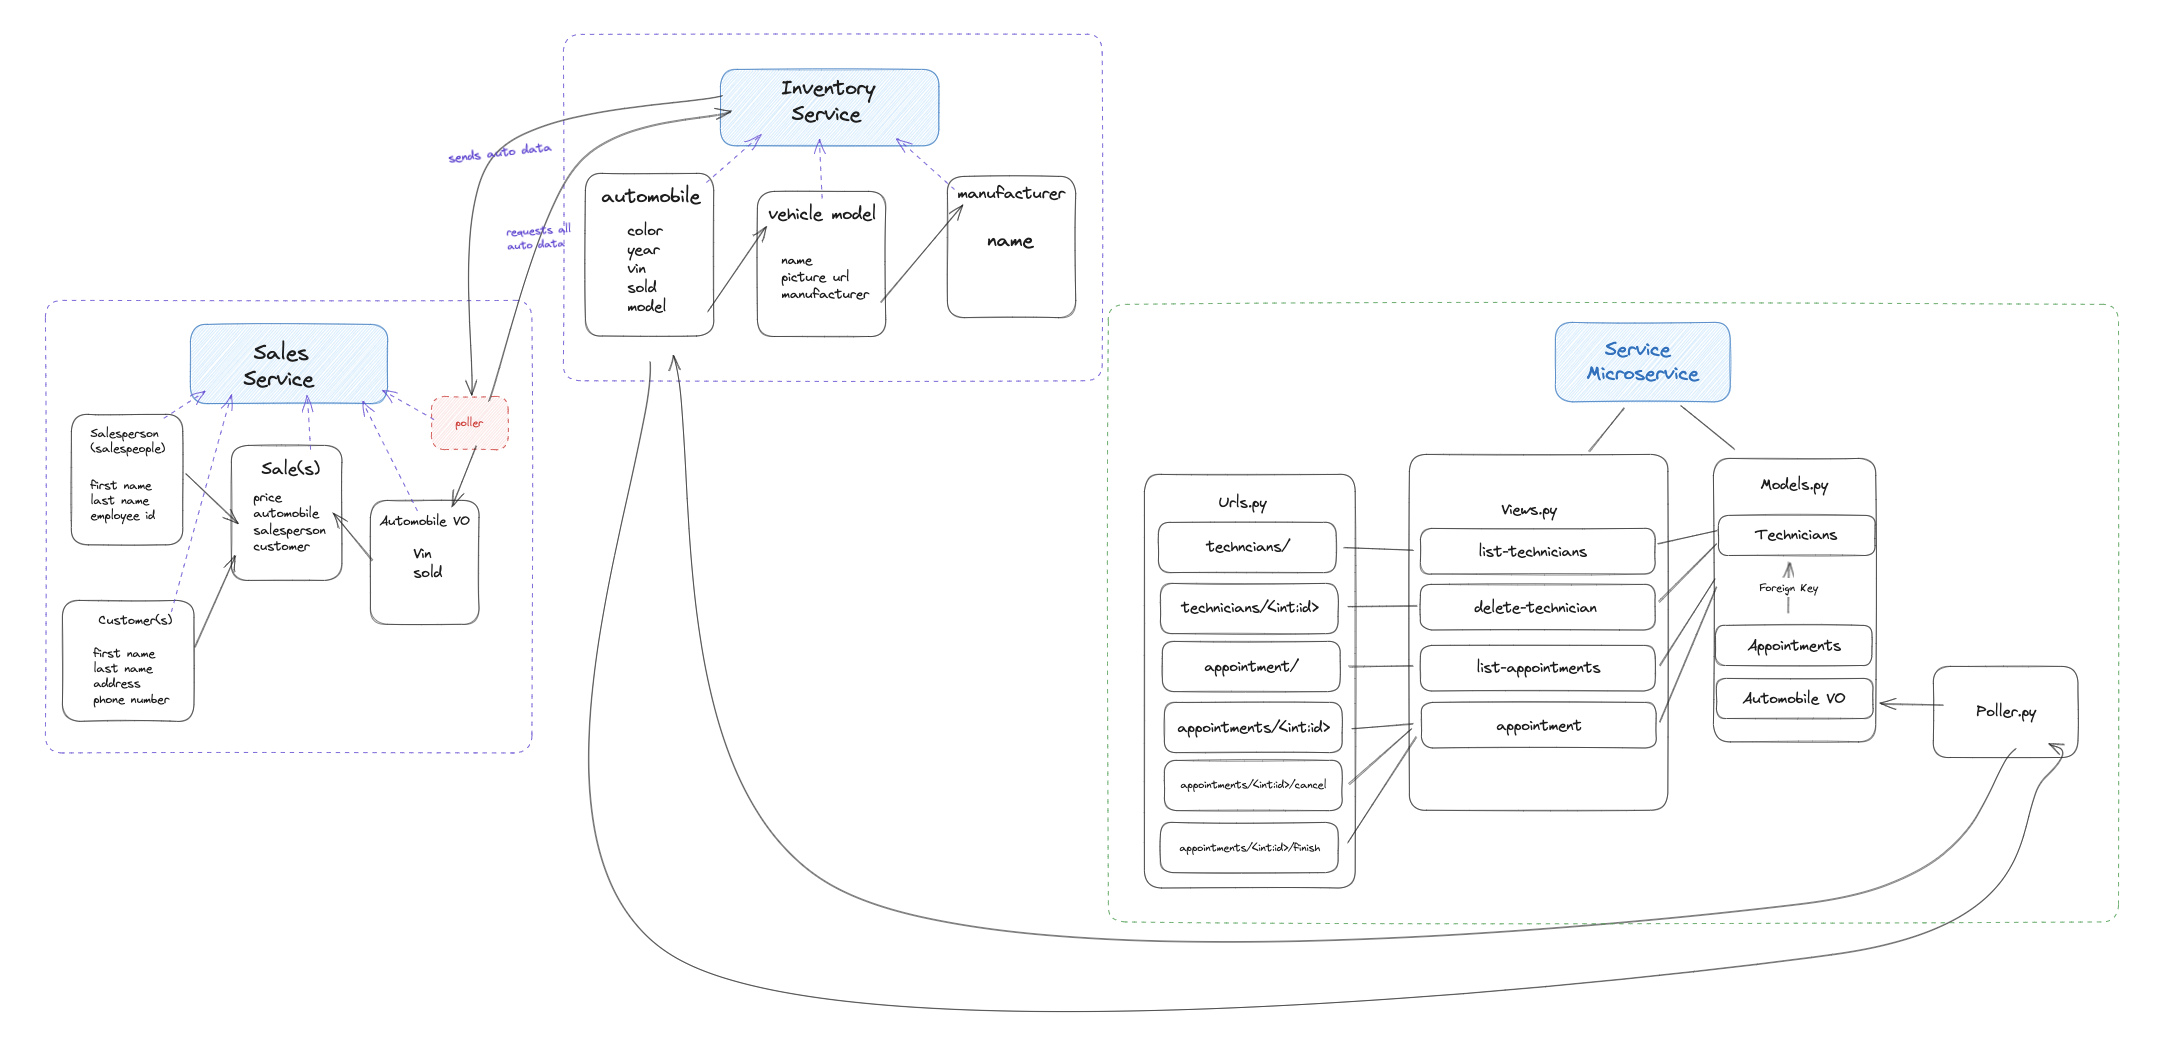 Inventory
Service
sends auto data
requests all
auto data
automobile
color
year
vin
sold
model
vehicle model
name
picture url
manufacturer
manufacturer
name
Sales
Service
poller
Salesperson
(salespeople)
first name
last name
employee id
Sale(s)
price
automobile
salesperson
customer
Automobile VO
Vin
sold
Customer(s)
first name
last name
address
phone number
Service
Microservice
Urls.py
techncians/
technicians/<int:id>
appointment/
appointments/<int:id>
appointments/<int:id>/cancel
appointments/<int:id>/finish
Views.py
list-technicians
delete-technician
list-appointments
appointment
Models.py
Technicians
Foreign Key
Appointments
Automobile VO
Poller.py